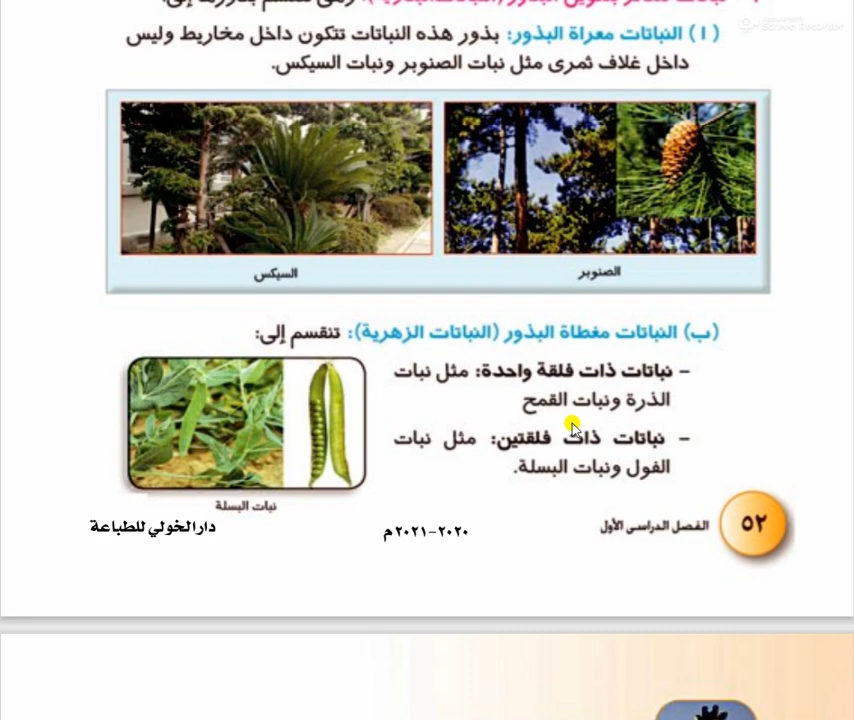 (أ) النباتات معراة البذور: بذور هذه النباتات تتكون داخل مخاريط وليس
داخل غلاف ثمرى مثل نبات الصنوبر ونبات السيكس.
الصنوبر
السيكس
(ب) النباتات مغطاة البذور (النباتات الزهرية): تنقسم إلى:
– نباتات ذات فلقة واحدة: مثل نبات
الذرة ونبات القمح
– نباتات ذات فلقتين: مثل نبات
الفول ونبات البسلة.
نبات البسلة
٥٢
الفصل الدراسى الأول
٢٠٢٠-٢٠٢١م
دار الخولي للطباعة